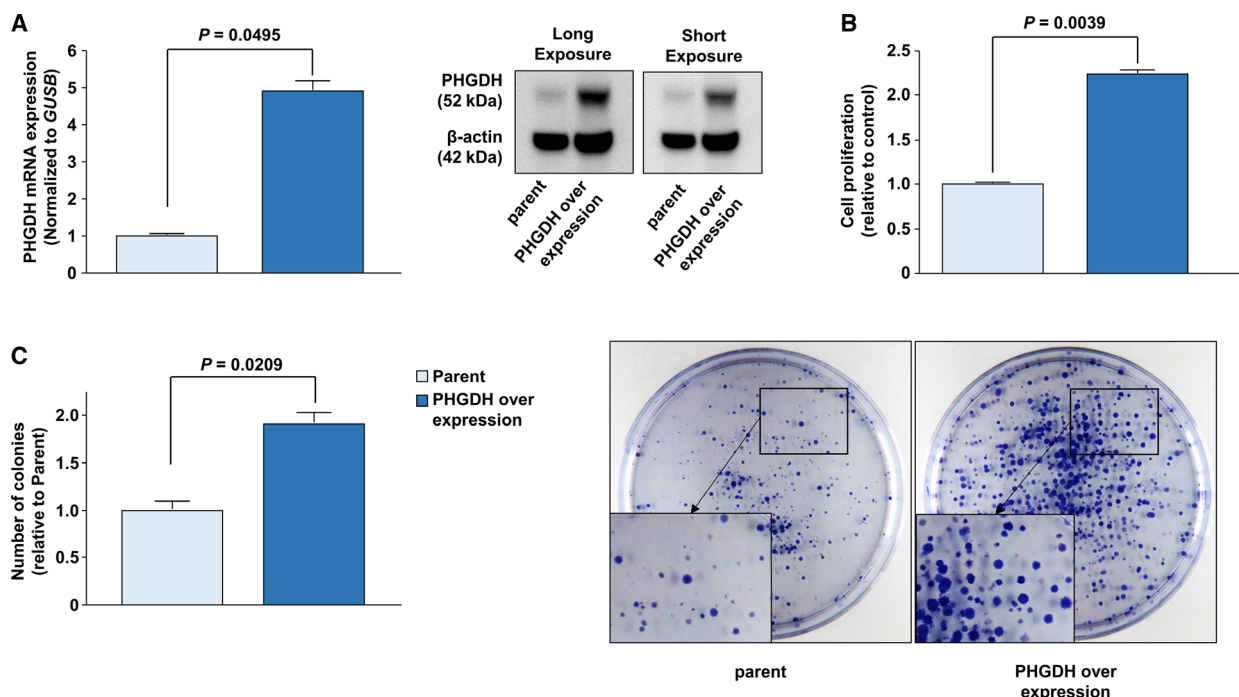 A
P = 0.0495
PHGDH mRNA expression
(Normalized to GUSB)
6
5
4
3
2
1
0
Long
Exposure
Short
Exposure
PHGDH
(52 kDa)
β-actin
(42 kDa)
parent
PHGDH over
expression
parent
PHGDH over
expression
B
P = 0.0039
Cell proliferation
(relative to control)
2.5
2.0
1.5
1.0
0.5
0
C
P = 0.0209
Number of colonies
(relative to Parent)
2.0
1.5
1.0
0.5
0
Parent
PHGDH over
expression
parent
PHGDH over
expression